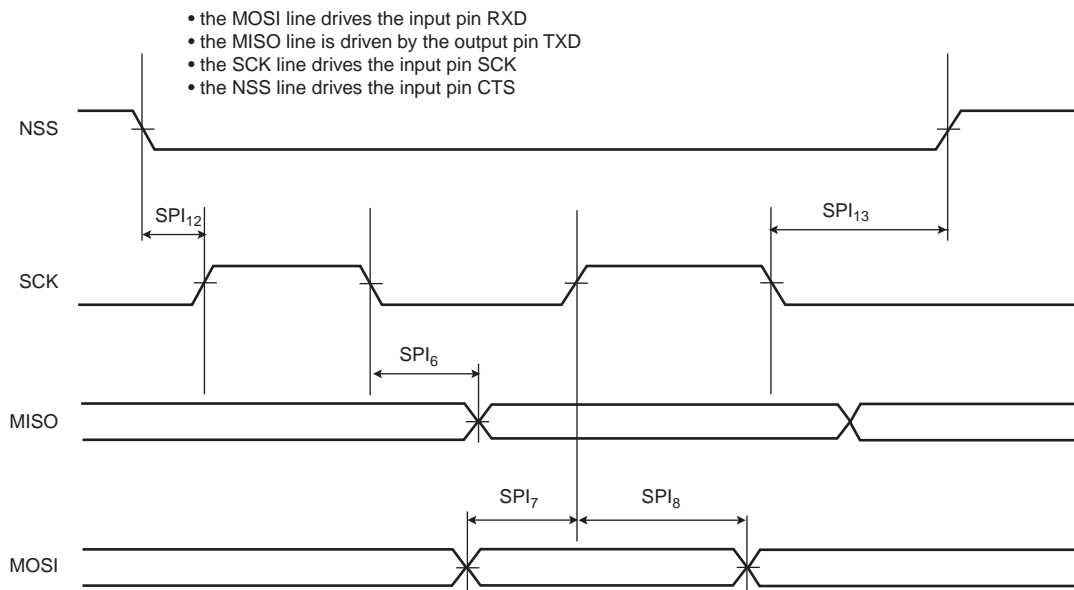 • the MOSI line drives the input pin RXD
• the MISO line is driven by the output pin TXD
• the SCK line drives the input pin SCK
• the NSS line drives the input pin CTS
NSS
SPI12
SPI13
SCK
SPI6
MISO
SPI7
SPI8
MOSI